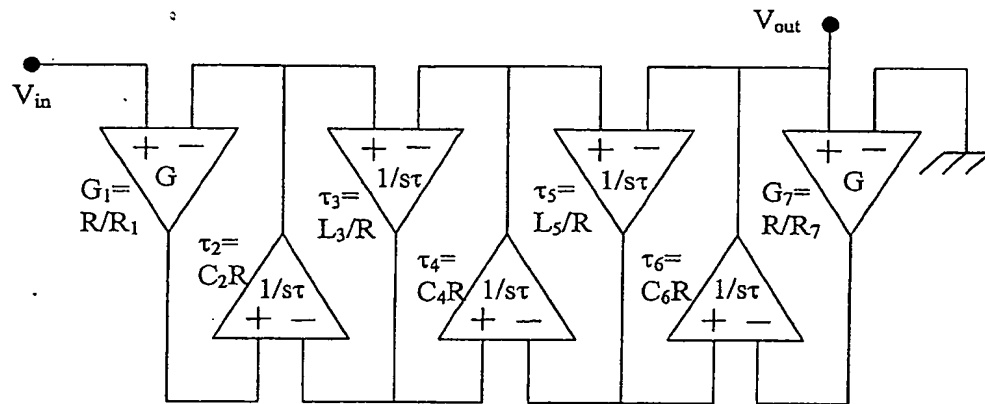 V_out
V_in
+ −
G
G₁=
R/R₁
+ −
1/sτ
τ₃=
L₃/R
+ −
1/sτ
τ₅=
L₅/R
+ −
G
G₇=
R/R₇
τ₂=
C₂R
1/sτ
+ −
τ₄=
C₄R
1/sτ
+ −
τ₆=
C₆R
1/sτ
+ −